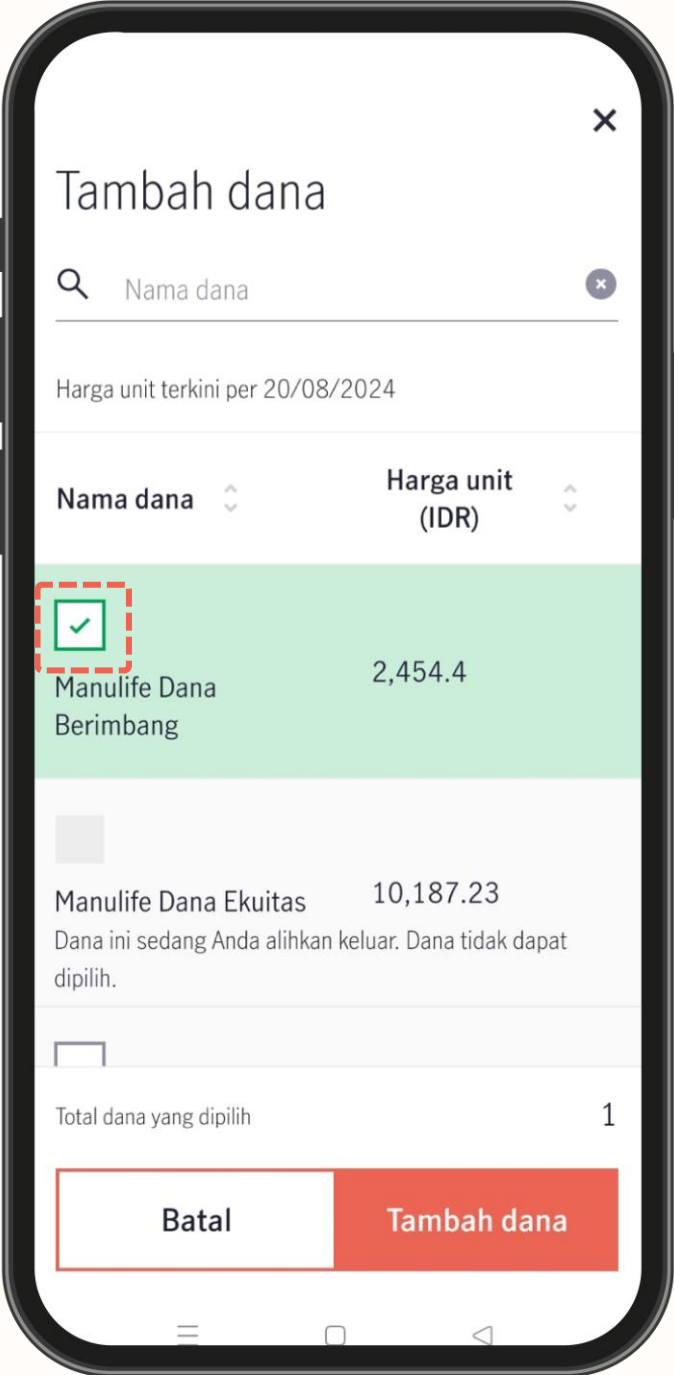 Tambah dana
Nama dana
Harga unit terkini per 20/08/2024
Nama dana
Harga unit
(IDR)
Manulife Dana
Berimbang
2,454.4
Manulife Dana Ekuitas
10,187.23
Dana ini sedang Anda alihkan keluar. Dana tidak dapat
dipilih.
Total dana yang dipilih
1
Batal
Tambah dana